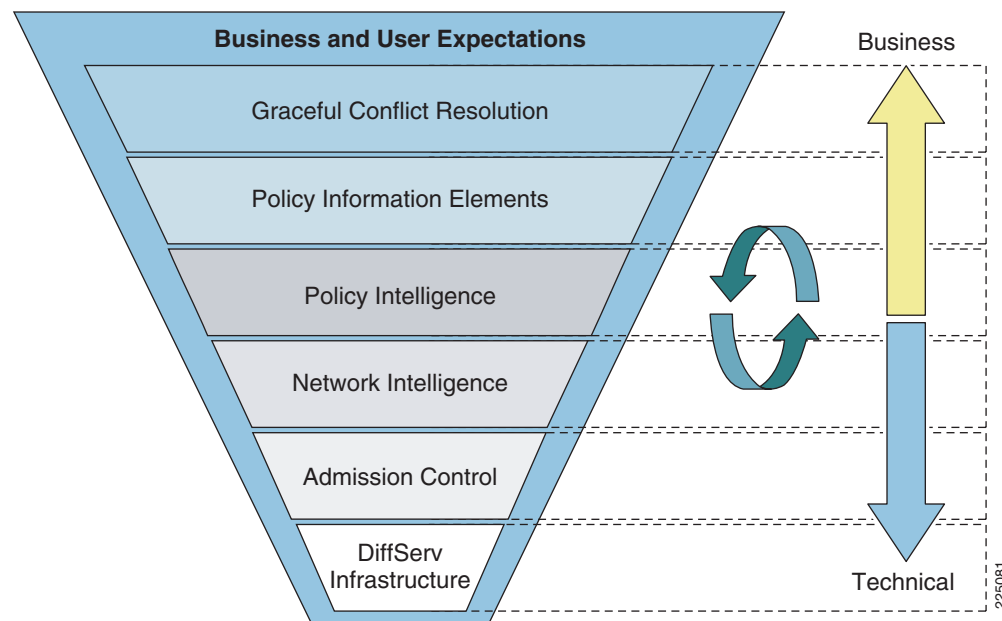 Business and User Expectations
Business
Graceful Conflict Resolution
Policy Information Elements
Policy Intelligence
Network Intelligence
Admission Control
DiffServ
Infrastructure
Technical
225081